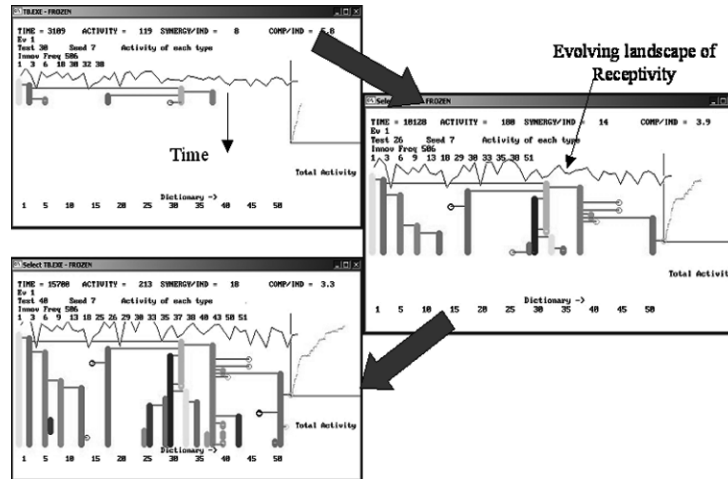 TB.EXE - FROZEN
TIME = 3109 ACTIVITY = 119 SYNERGY/IND = 8 COMP/IND = 5.8
Ev 1
Test 30 Seed 7 Activity of each type
Innov Freq 506
1 3 6 18 30 32 38
Time
Total Activity
Dictionary ->
1 5 10 15 20 25 30 35 40 45 50
Evolving landscape of
Receptivity
Select TB.EXE - FROZEN
TIME = 10128 ACTIVITY = 180 SYNERGY/IND = 14 COMP/IND = 3.9
Ev 1
Test 26 Seed 7 Activity of each type
Innov Freq 506
1 3 6 9 13 18 29 30 33 35 38 51
Total Activit
Dictionary ->
1 5 10 15 20 25 30 35 40 45 50
Select TB.EXE - FROZEN
TIME = 15700 ACTIVITY = 213 SYNERGY/IND = 18 COMP/IND = 3.3
Ev 1
Test 40 Seed 7 Activity of each type
Innov Freq 506
1 3 6 9 13 18 25 26 29 30 33 35 37 38 40 43 50 51
Total Activity
Dictionary ->
1 5 10 15 20 25 30 35 40 45 50